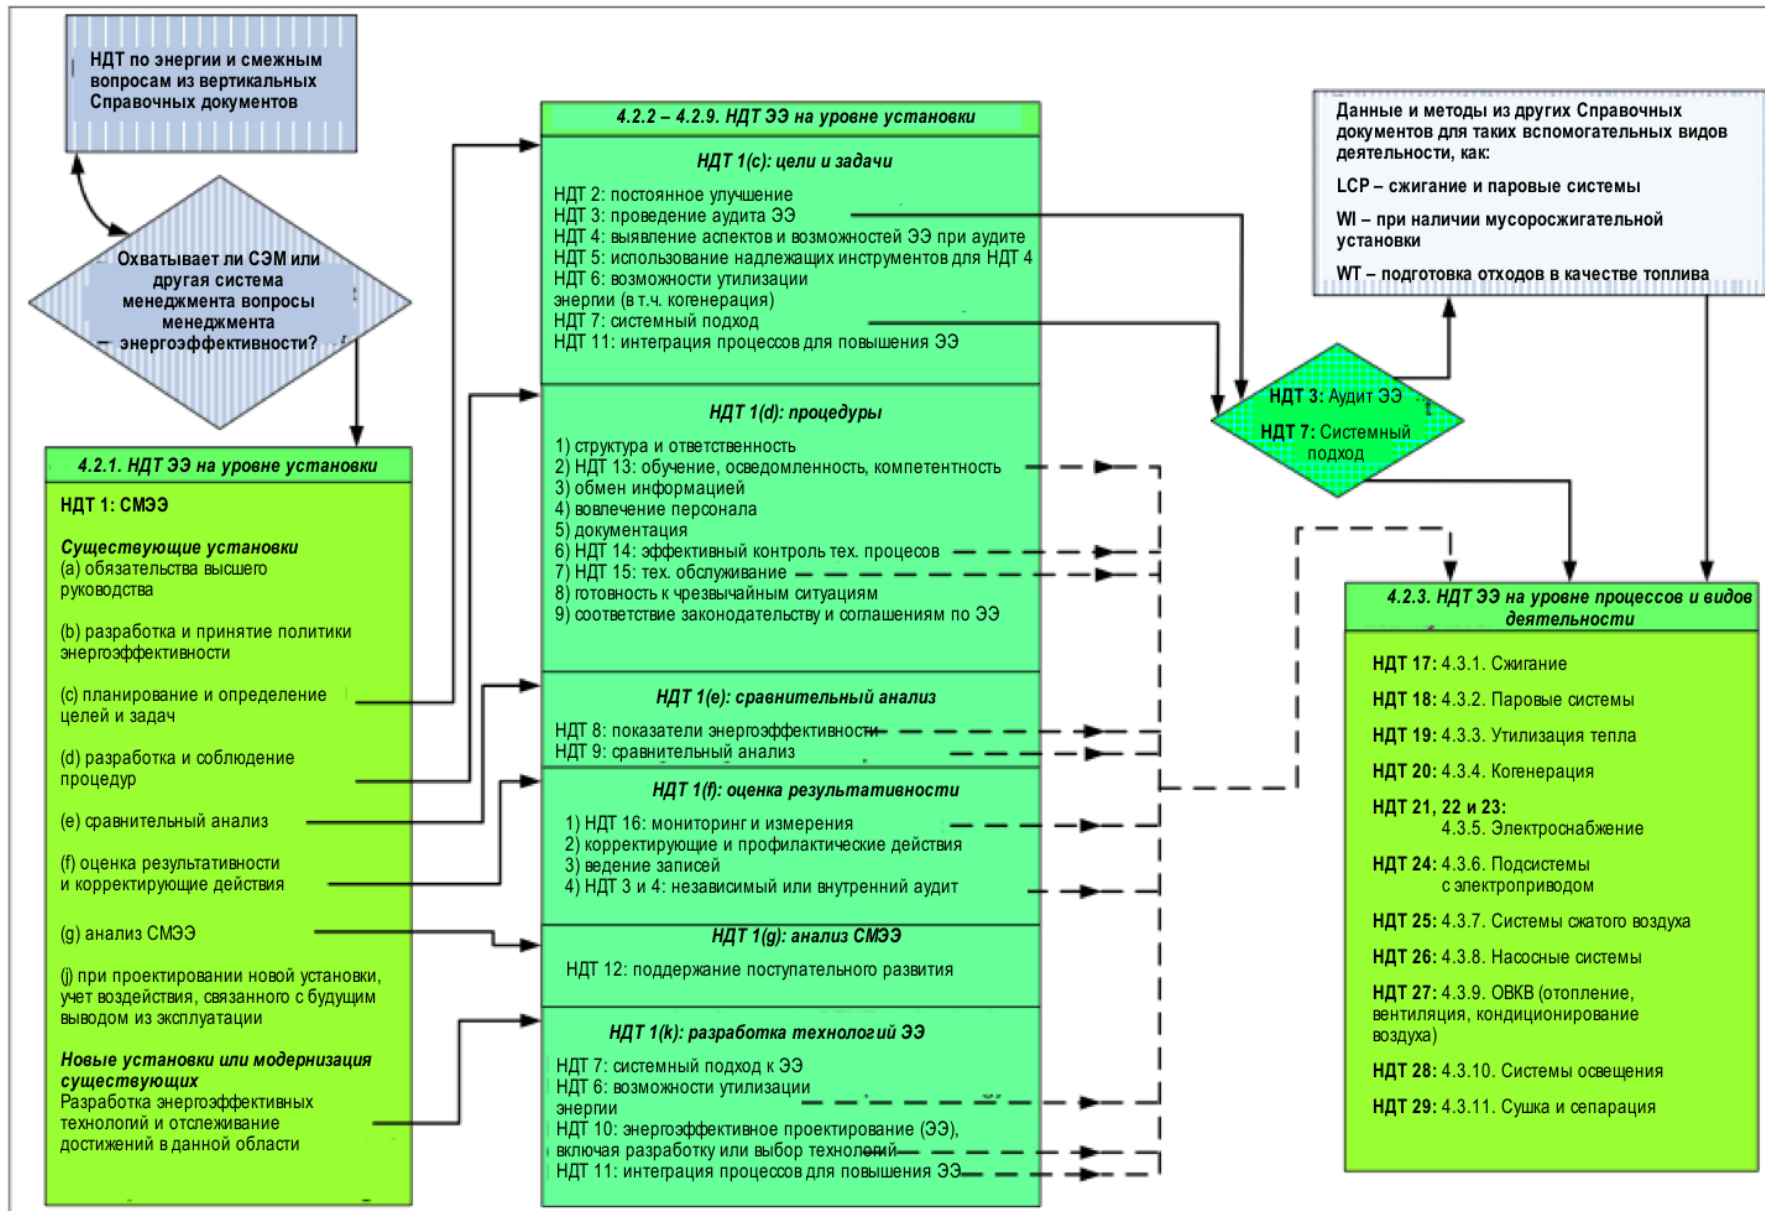 НДТ по энергии и смежным
вопросам из вертикальных
Справочных документов
Охватывает ли СЭМ или
другая система
менеджмента вопросы
менеджмента
энергоэффективности?
4.2.1. НДТ ЭЭ на уровне установки
НДТ 1: СМЭЭ
Существующие установки
(a) обязательства высшего
руководства
(b) разработка и принятие политики
энергоэффективности
(c) планирование и определение
целей и задач
(d) разработка и соблюдение
процедур
(e) сравнительный анализ
(f) оценка результативности
и корректирующие действия
(g) анализ СМЭЭ
(j) при проектировании новой установки,
учет воздействия, связанного с будущим
выводом из эксплуатации
Новые установки или модернизация
существующих
Разработка энергоэффективных
технологий и отслеживание
достижений в данной области
4.2.2 – 4.2.9. НДТ ЭЭ на уровне установки
НДТ 1(c): цели и задачи
НДТ 2: постоянное улучшение
НДТ 3: проведение аудита ЭЭ
НДТ 4: выявление аспектов и возможностей ЭЭ при аудите
НДТ 5: использование надлежащих инструментов для НДТ 4
НДТ 6: возможности утилизации
энергии (в т.ч. когенерация)
НДТ 7: системный подход
НДТ 11: интеграция процессов для повышения ЭЭ
НДТ 1(d): процедуры
1) структура и ответственность
2) НДТ 13: обучение, осведомленность, компетентность
3) обмен информацией
4) вовлечение персонала
5) документация
6) НДТ 14: эффективный контроль тех. процесов
7) НДТ 15: тех. обслуживание
8) готовность к чрезвычайным ситуациям
9) соответствие законодательству и соглашениям по ЭЭ
НДТ 1(e): сравнительный анализ
НДТ 8: показатели энергоэффективности
НДТ 9: сравнительный анализ
НДТ 1(f): оценка результативности
1) НДТ 16: мониторинг и измерения
2) корректирующие и профилактические действия
3) ведение записей
4) НДТ 3 и 4: независимый или внутренний аудит
НДТ 1(g): анализ СМЭЭ
НДТ 12: поддержание поступательного развития
НДТ 1(k): разработка технологий ЭЭ
НДТ 7: системный подход к ЭЭ
НДТ 6: возможности утилизации
энергии
НДТ 10: энергоэффективное проектирование (ЭЭ),
включая разработку или выбор технологий
НДТ 11: интеграция процессов для повышения ЭЭ
Данные и методы из других Справочных
документов для таких вспомогательных видов
деятельности, как:
LCP – сжигание и паровые системы
WI – при наличии мусоросжигательной
установки
WT – подготовка отходов в качестве топлива
НДТ 3: Аудит ЭЭ
НДТ 7: Системный
подход
4.2.3. НДТ ЭЭ на уровне процессов и видов
деятельности
НДТ 17: 4.3.1. Сжигание
НДТ 18: 4.3.2. Паровые системы
НДТ 19: 4.3.3. Утилизация тепла
НДТ 20: 4.3.4. Когенерация
НДТ 21, 22 и 23:
4.3.5. Электроснабжение
НДТ 24: 4.3.6. Подсистемы
с электроприводом
НДТ 25: 4.3.7. Системы сжатого воздуха
НДТ 26: 4.3.8. Насосные системы
НДТ 27: 4.3.9. ОВКВ (отопление,
вентиляция, кондиционирование
воздуха)
НДТ 28: 4.3.10. Системы освещения
НДТ 29: 4.3.11. Сушка и сепарация